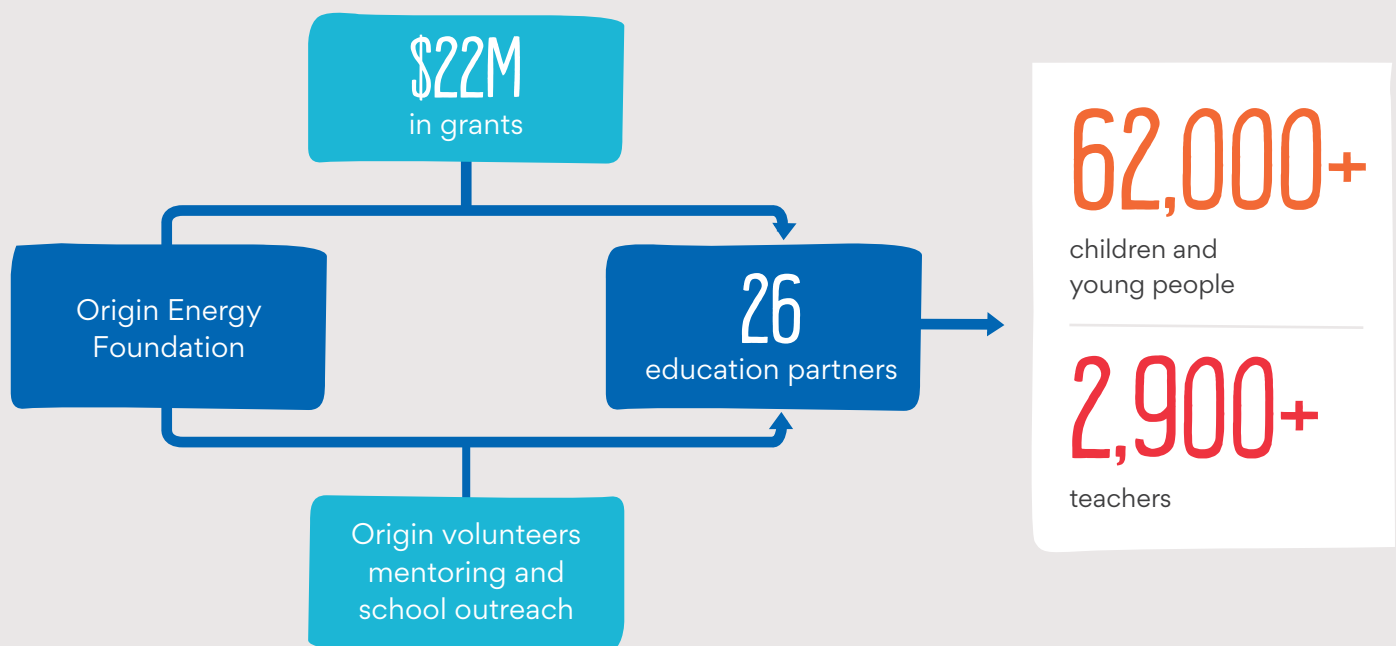 $22M
in grants
Origin Energy
Foundation
26
education partners
Origin volunteers
mentoring and
school outreach
62,000+
children and
young people
2,900+
teachers